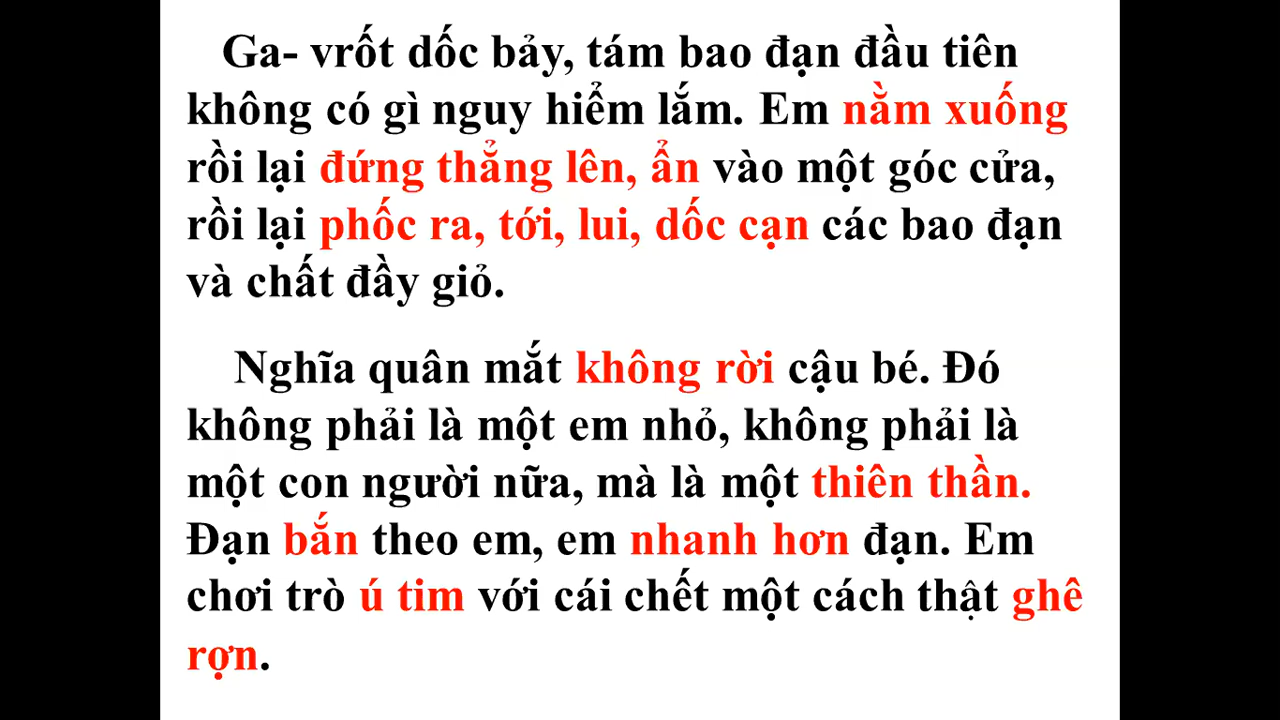 Ga- vrốt dốc bảy, tám bao đạn đầu tiên
không có gì nguy hiểm lắm. Em nằm xuống
rồi lại đứng thẳng lên, ẩn vào một góc cửa,
rồi lại phốc ra, tới, lui, dốc cạn các bao đạn
và chất đầy giỏ.
Nghĩa quân mắt không rời cậu bé. Đó
không phải là một em nhỏ, không phải là
một con người nữa, mà là một thiên thần.
Đạn bắn theo em, em nhanh hơn đạn. Em
chơi trò ú tim với cái chết một cách thật ghê
rợn.